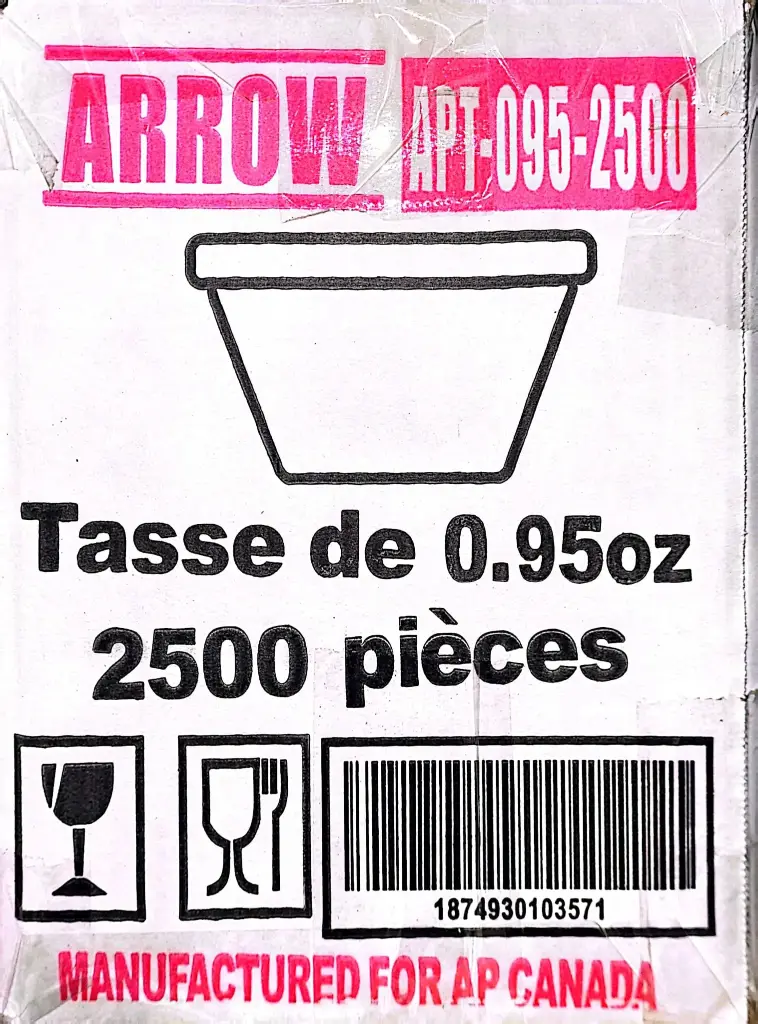 ARROW APT-095-2500
Tasse de 0.95oz
2500 pièces
1874930103571
MANUFACTURED FOR AP CANADA